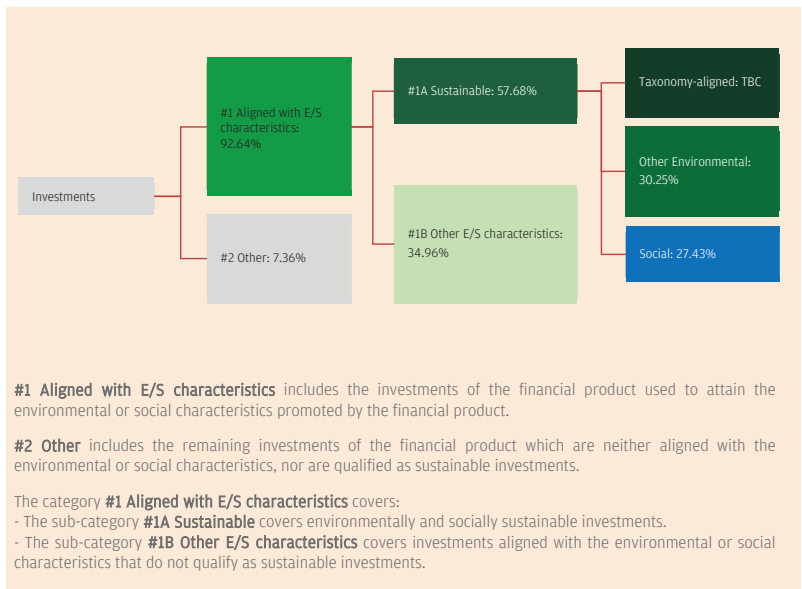 Investments
#1 Aligned with E/S
characteristics:
92.64%
#2 Other: 7.36%
#1A Sustainable: 57.68%
#1B Other E/S characteristics:
34.96%
Taxonomy-aligned: TBC
Other Environmental:
30.25%
Social: 27.43%
#1 Aligned with E/S characteristics includes the investments of the financial product used to attain the
environmental or social characteristics promoted by the financial product.
#2 Other includes the remaining investments of the financial product which are neither aligned with the
environmental or social characteristics, nor are qualified as sustainable investments.
The category #1 Aligned with E/S characteristics covers:
- The sub-category #1A Sustainable covers environmentally and socially sustainable investments.
- The sub-category #1B Other E/S characteristics covers investments aligned with the environmental or social
characteristics that do not qualify as sustainable investments.